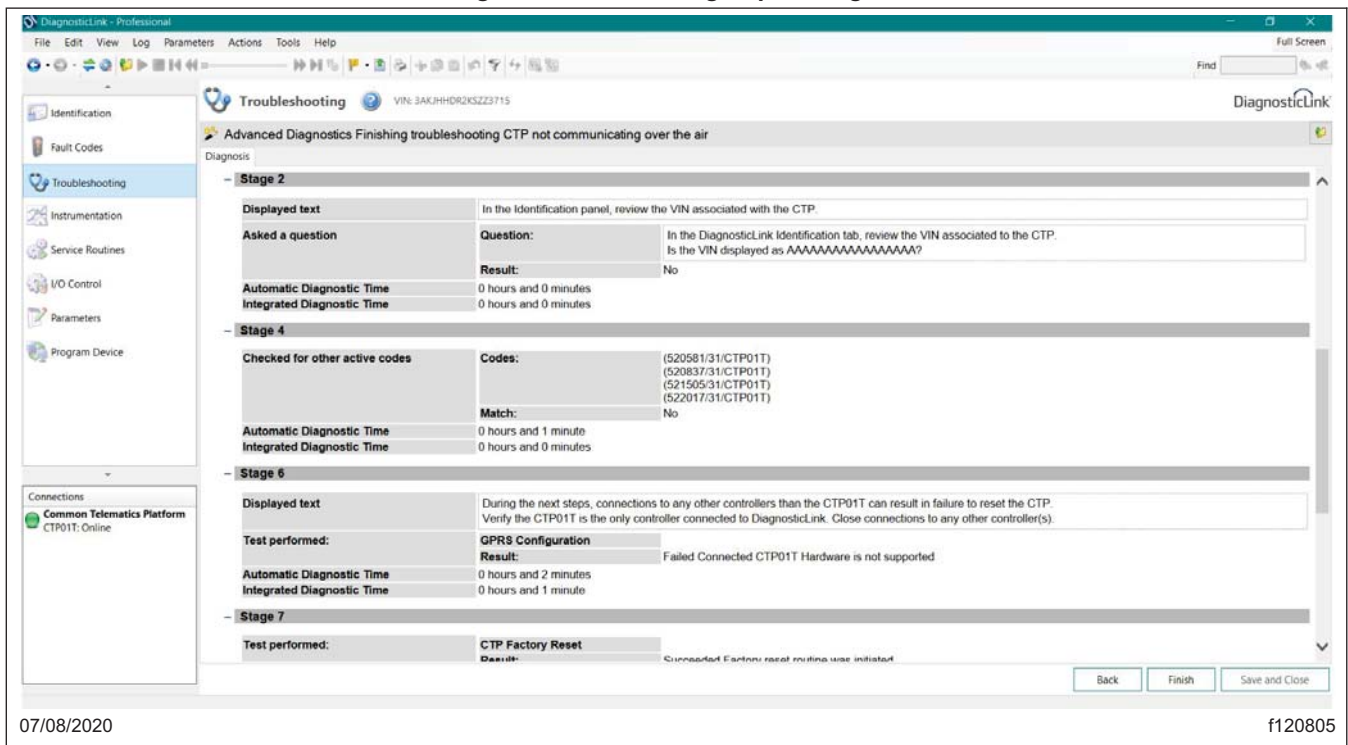 DiagnosticLink - Professional
File Edit View Log Parameters Actions Tools Help
Full Screen
Find
Identification
Fault Codes
Troubleshooting
Instrumentation
Service Routines
I/O Control
Parameters
Program Device
Connections
Common Telematics Platform
CTP01T: Online
Troubleshooting VIN: 3AKJHHDR2KSZZ3715
DiagnosticLink
Advanced Diagnostics Finishing troubleshooting CTP not communicating over the air
Diagnosis
– Stage 2
Displayed text In the Identification panel, review the VIN associated with the CTP.
Asked a question Question: In the DiagnosticLink Identification tab, review the VIN associated to the CTP.
Is the VIN displayed as AAAAAAAAAAAAAAAAA?
Result: No
Automatic Diagnostic Time 0 hours and 0 minutes
Integrated Diagnostic Time 0 hours and 0 minutes
– Stage 4
Checked for other active codes Codes: (520581/31/CTP01T)
(520837/31/CTP01T)
(521505/31/CTP01T)
(522017/31/CTP01T)
Match: No
Automatic Diagnostic Time 0 hours and 1 minute
Integrated Diagnostic Time 0 hours and 0 minutes
– Stage 6
Displayed text During the next steps, connections to any other controllers than the CTP01T can result in failure to reset the CTP.
Verify the CTP01T is the only controller connected to DiagnosticLink. Close connections to any other controller(s).
Test performed: GPRS Configuration
Result: Failed Connected CTP01T Hardware is not supported
Automatic Diagnostic Time 0 hours and 2 minutes
Integrated Diagnostic Time 0 hours and 1 minute
– Stage 7
Test performed: CTP Factory Reset
Result: Succeeded Factory reset routine was initiated
Back Finish Save and Close
07/08/2020 f120805